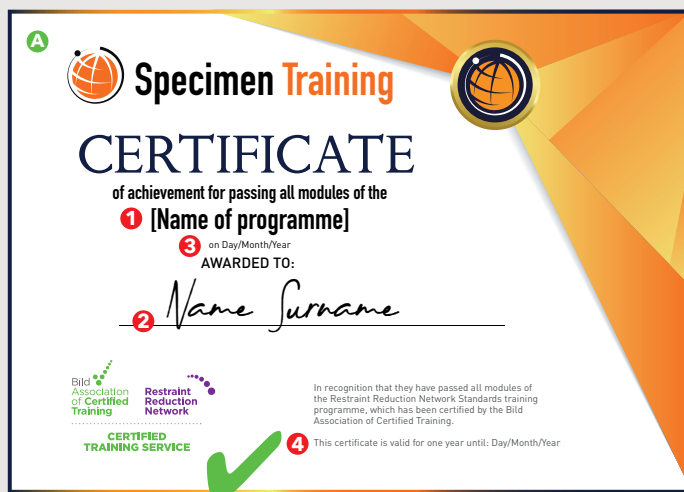 A
Specimen Training
CERTIFICATE
of achievement for passing all modules of the
1 [Name of programme]
3 on Day/Month/Year
AWARDED TO:
2 Name Surname
Bild
Association
of Certified
Training
Restraint
Reduction
Network
CERTIFIED
TRAINING SERVICE
In recognition that they have passed all modules of
the Restraint Reduction Network Standards training
programme, which has been certified by the Bild
Association of Certified Training.
4 This certificate is valid for one year until: Day/Month/Year